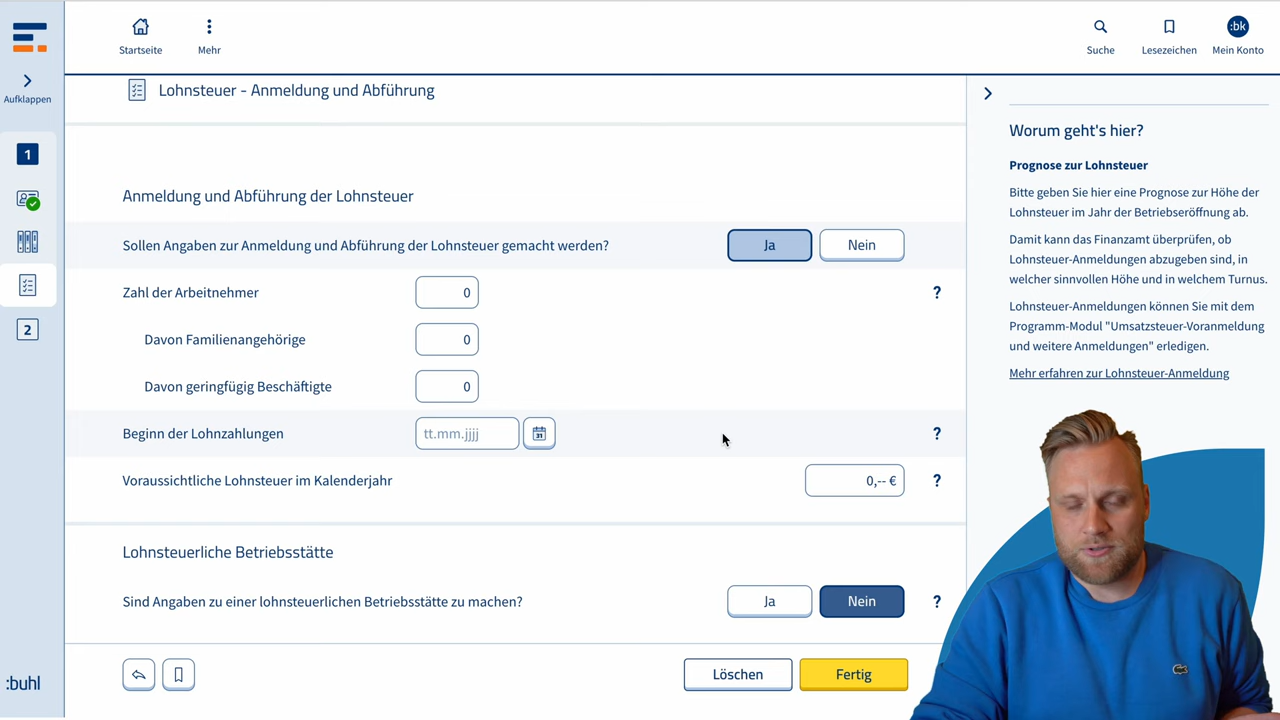 Startseite
Mehr
Suche
Lesezeichen
:bk
Mein Konto
Aufklappen
1
2
:buhl
Lohnsteuer - Anmeldung und Abführung
Anmeldung und Abführung der Lohnsteuer
Sollen Angaben zur Anmeldung und Abführung der Lohnsteuer gemacht werden? Ja Nein
Zahl der Arbeitnehmer 0 ?
Davon Familienangehörige 0
Davon geringfügig Beschäftigte 0
Beginn der Lohnzahlungen tt.mm.jjjj 31 ?
Voraussichtliche Lohnsteuer im Kalenderjahr 0,-- € ?
Lohnsteuerliche Betriebsstätte
Sind Angaben zu einer lohnsteuerlichen Betriebsstätte zu machen? Ja Nein ?
Löschen Fertig
Worum geht's hier?
Prognose zur Lohnsteuer
Bitte geben Sie hier eine Prognose zur Höhe der
Lohnsteuer im Jahr der Betriebseröffnung ab.
Damit kann das Finanzamt überprüfen, ob
Lohnsteuer-Anmeldungen abzugeben sind, in
welcher sinnvollen Höhe und in welchem Turnus.
Lohnsteuer-Anmeldungen können Sie mit dem
Programm-Modul "Umsatzsteuer-Voranmeldung
und weitere Anmeldungen" erledigen.
Mehr erfahren zur Lohnsteuer-Anmeldung